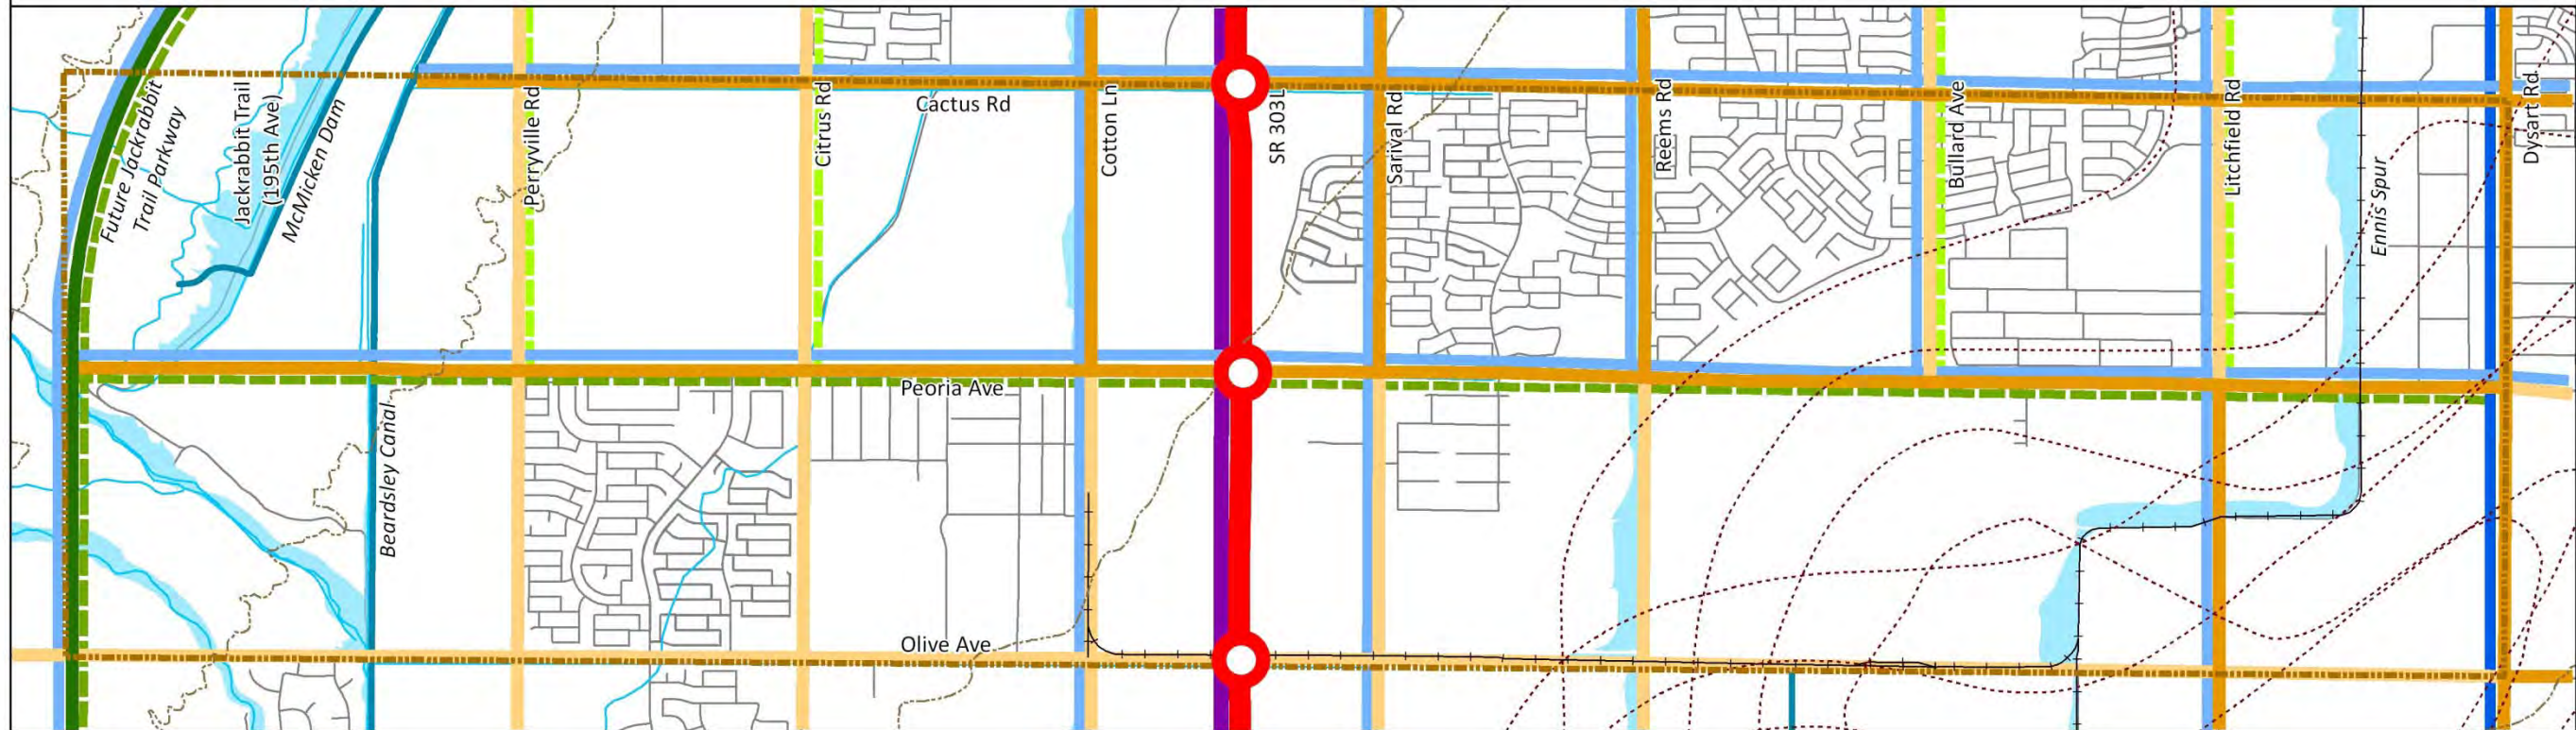 Future Jackrabbit
Trail Parkway
Jackrabbit Trail
(195th Ave)
McMicken Dam
Perryville Rd
Citrus Rd
Cactus Rd
Cotton Ln
SR 303L
Sarival Rd
Reems Rd
Bullard Ave
Litchfield Rd
Ennis Spur
Dysart Rd
Peoria Ave
Beardsley Canal
Olive Ave